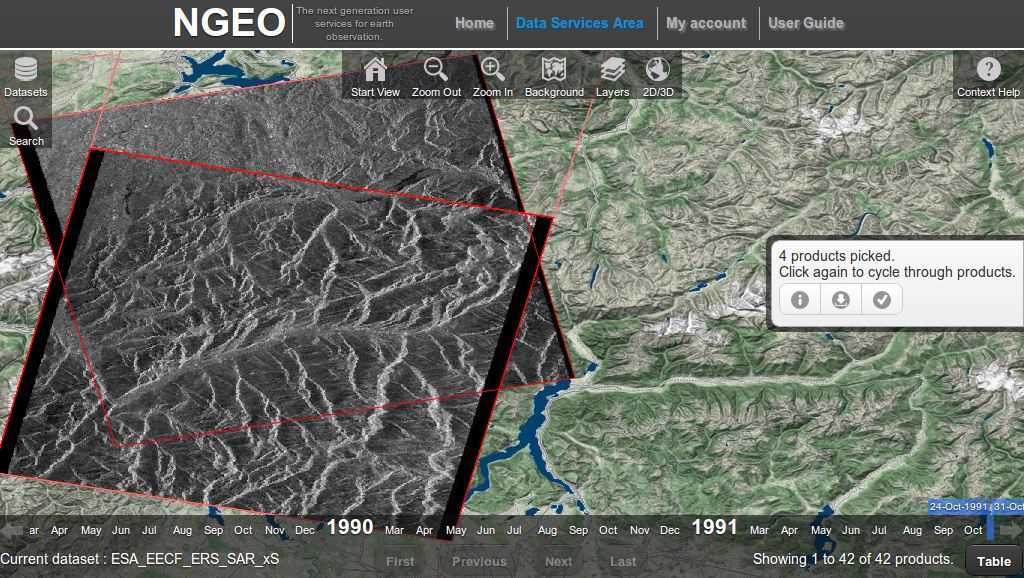 NGEO
The next generation user
services for earth
observation.
Home
Data Services Area
My account
User Guide
Datasets
Search
Start View
Zoom Out
Zoom In
Background
Layers
2D/3D
Context Help
4 products picked.
Click again to cycle through products.
24-Oct-1991
31-Oct
ar Apr May Jun Jul Aug Sep Oct Nov Dec 1990 Mar Apr May Jun Jul Aug Sep Oct Nov Dec 1991 Mar Apr May Jun Jul Aug Sep Oct
Current dataset : ESA_EECF_ERS_SAR_xS
First
Previous
Next
Last
Showing 1 to 42 of 42 products.
Table